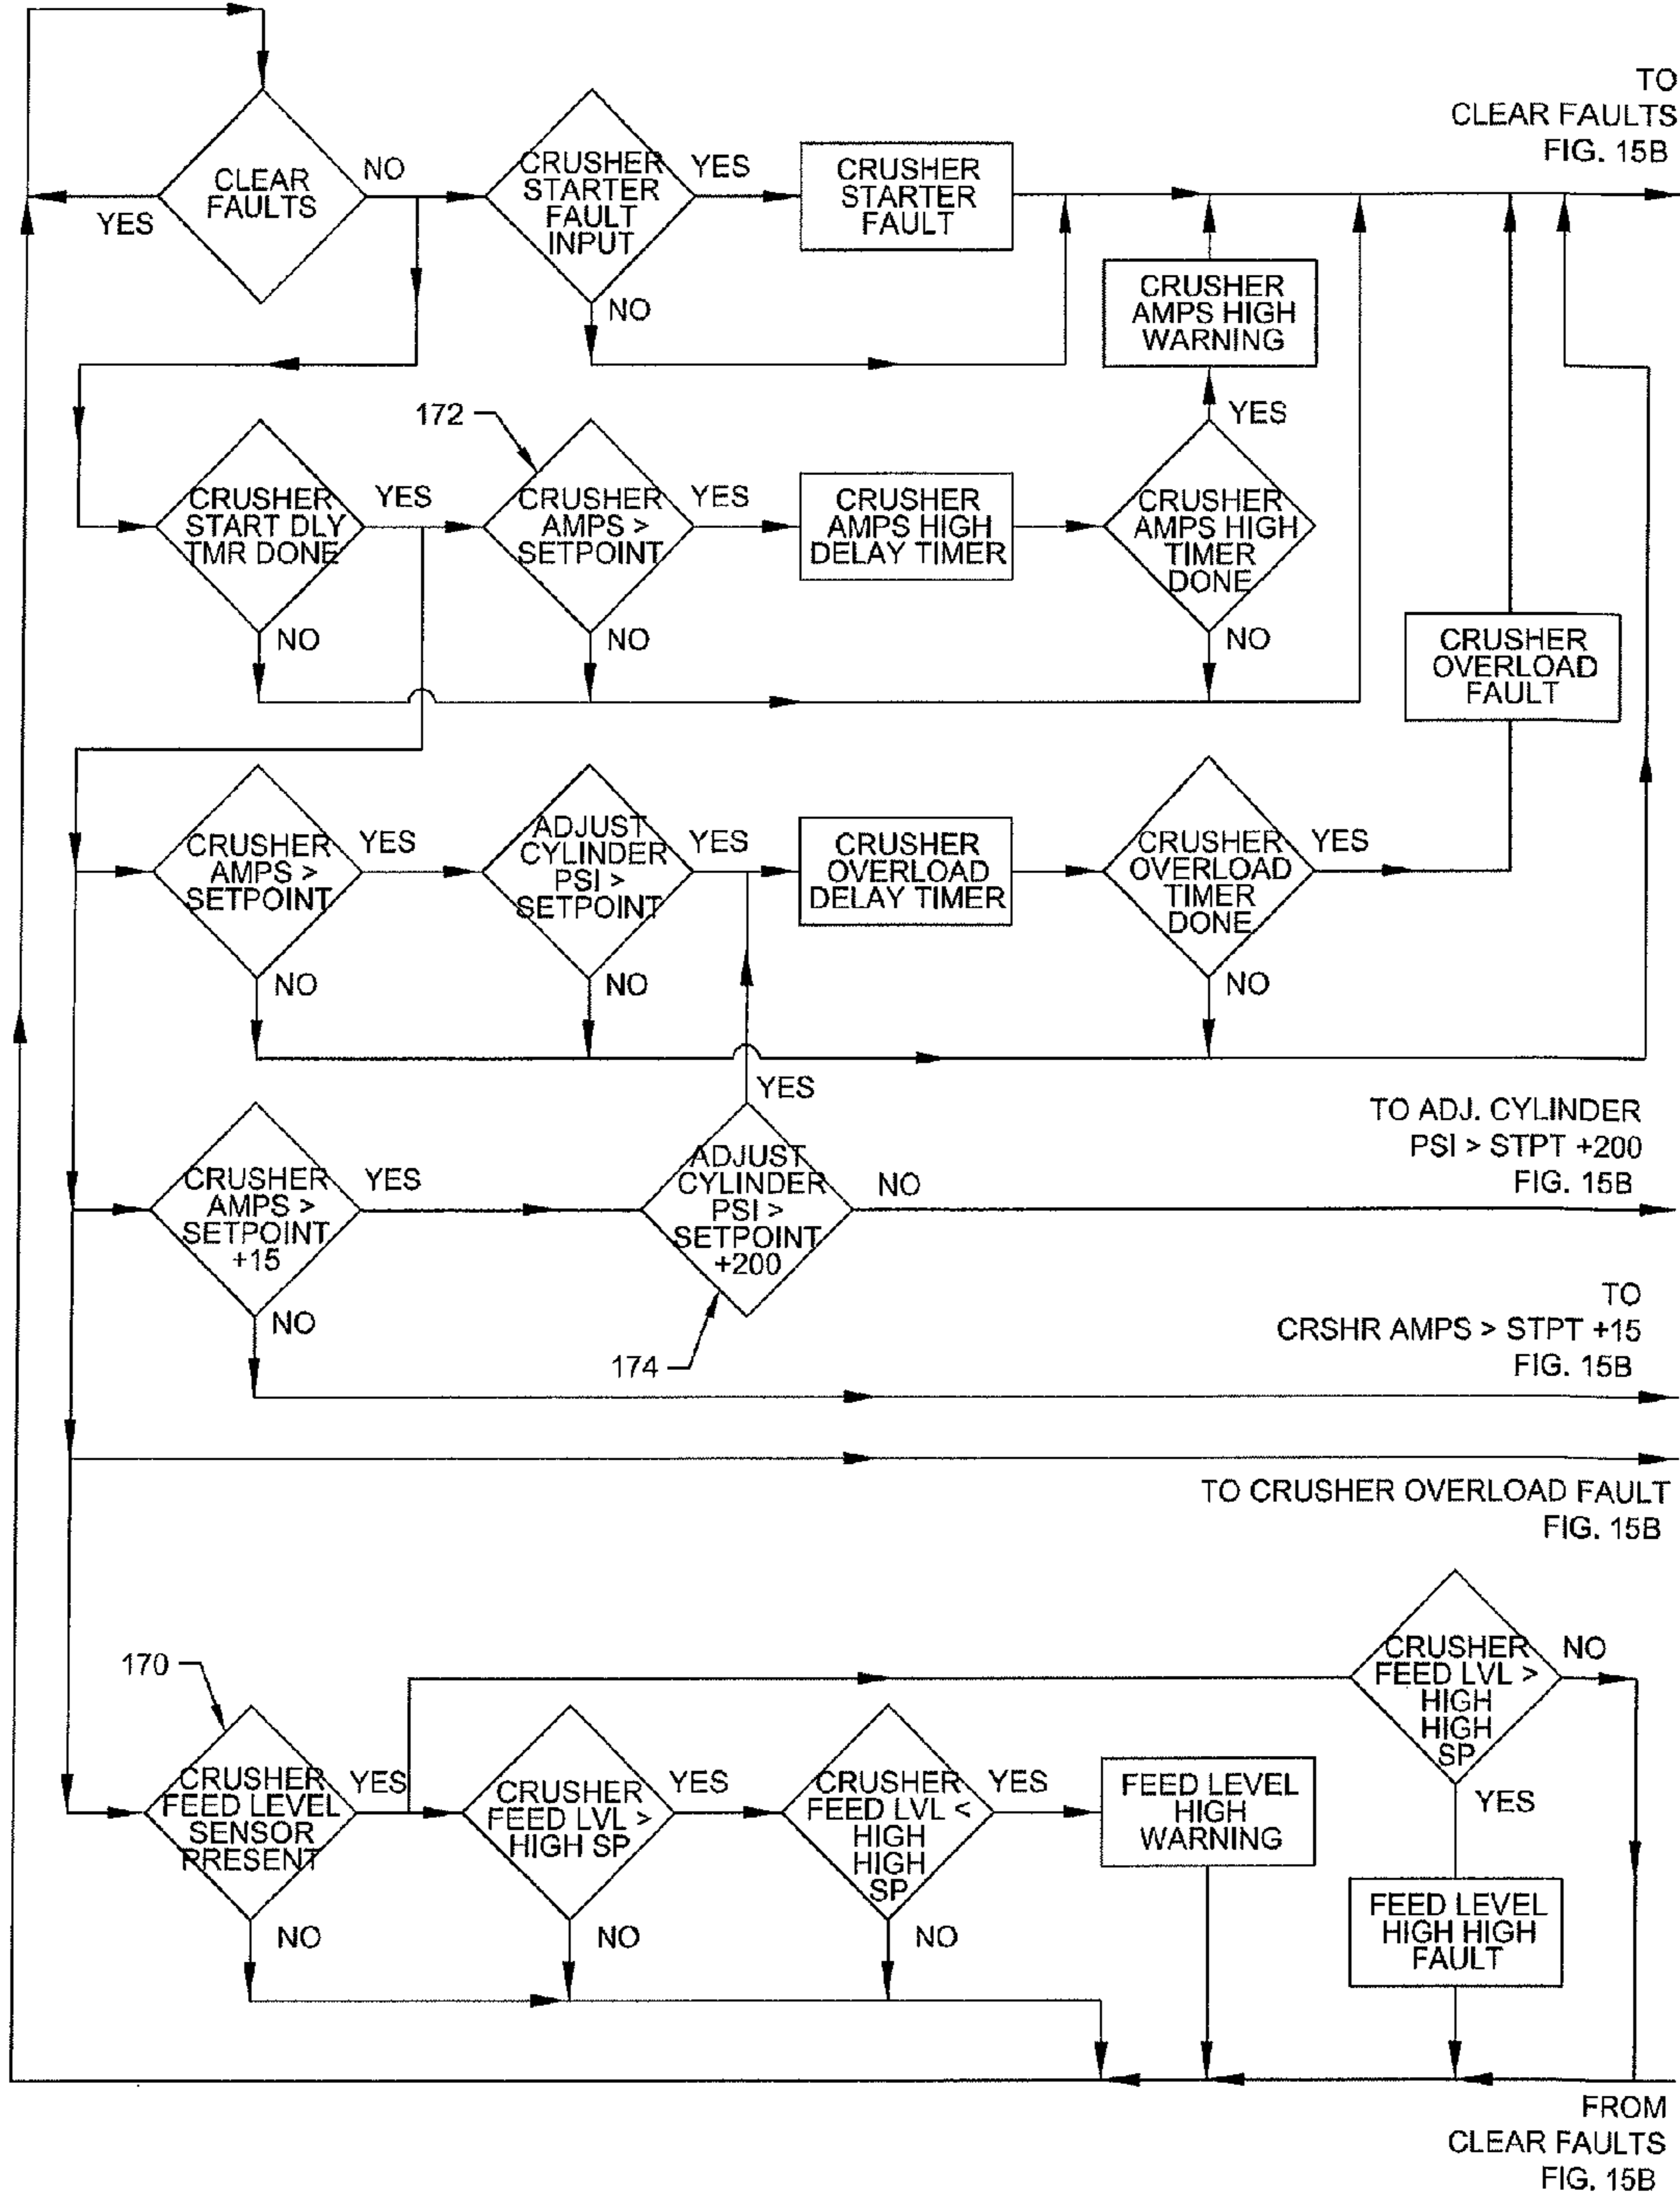 TO
CLEAR FAULTS
FIG. 15B
CLEAR
FAULTS
NO
YES
CRUSHER
STARTER
FAULT
INPUT
YES
NO
CRUSHER
STARTER
FAULT
CRUSHER
AMPS HIGH
WARNING
YES
172
CRUSHER
START DLY
TMR DONE
YES
NO
CRUSHER
AMPS >
SETPOINT
YES
NO
CRUSHER
AMPS HIGH
DELAY TIMER
CRUSHER
AMPS HIGH
TIMER
DONE
NO
CRUSHER
OVERLOAD
FAULT
CRUSHER
AMPS >
SETPOINT
YES
NO
ADJUST
CYLINDER
PSI >
SETPOINT
YES
NO
CRUSHER
OVERLOAD
DELAY TIMER
CRUSHER
OVERLOAD
TIMER
DONE
YES
NO
YES
TO ADJ. CYLINDER
PSI > STPT +200
FIG. 15B
CRUSHER
AMPS >
SETPOINT
+15
YES
NO
ADJUST
CYLINDER
PSI >
SETPOINT
+200
NO
174
TO
CRSHR AMPS > STPT +15
FIG. 15B
TO CRUSHER OVERLOAD FAULT
FIG. 15B
170
CRUSHER
FEED LEVEL
SENSOR
PRESENT
YES
NO
CRUSHER
FEED LVL >
HIGH SP
YES
NO
CRUSHER
FEED LVL <
HIGH
HIGH
SP
YES
NO
FEED LEVEL
HIGH
WARNING
CRUSHER
FEED LVL >
HIGH
HIGH
SP
NO
YES
FEED LEVEL
HIGH HIGH
FAULT
FROM
CLEAR FAULTS
FIG. 15B